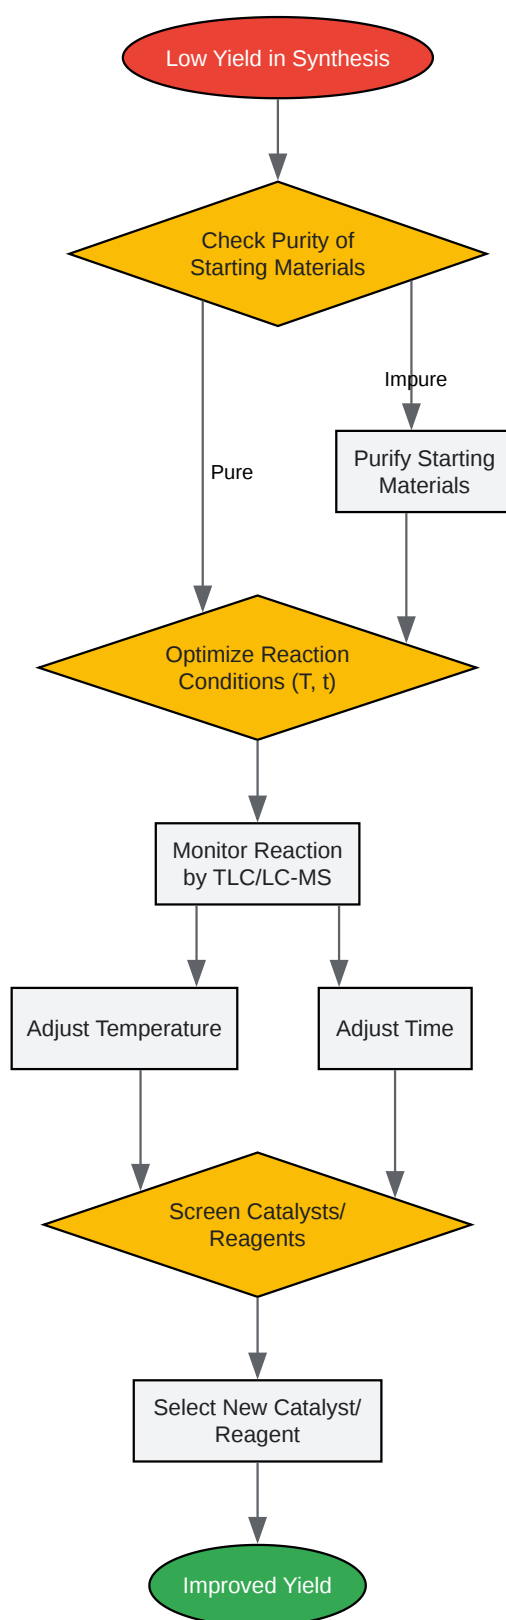 Low Yield in Synthesis
Check Purity of
Starting Materials
Impure
Pure
Purify Starting
Materials
Optimize Reaction
Conditions (T, t)
Monitor Reaction
by TLC/LC-MS
Adjust Temperature
Adjust Time
Screen Catalysts/
Reagents
Select New Catalyst/
Reagent
Improved Yield